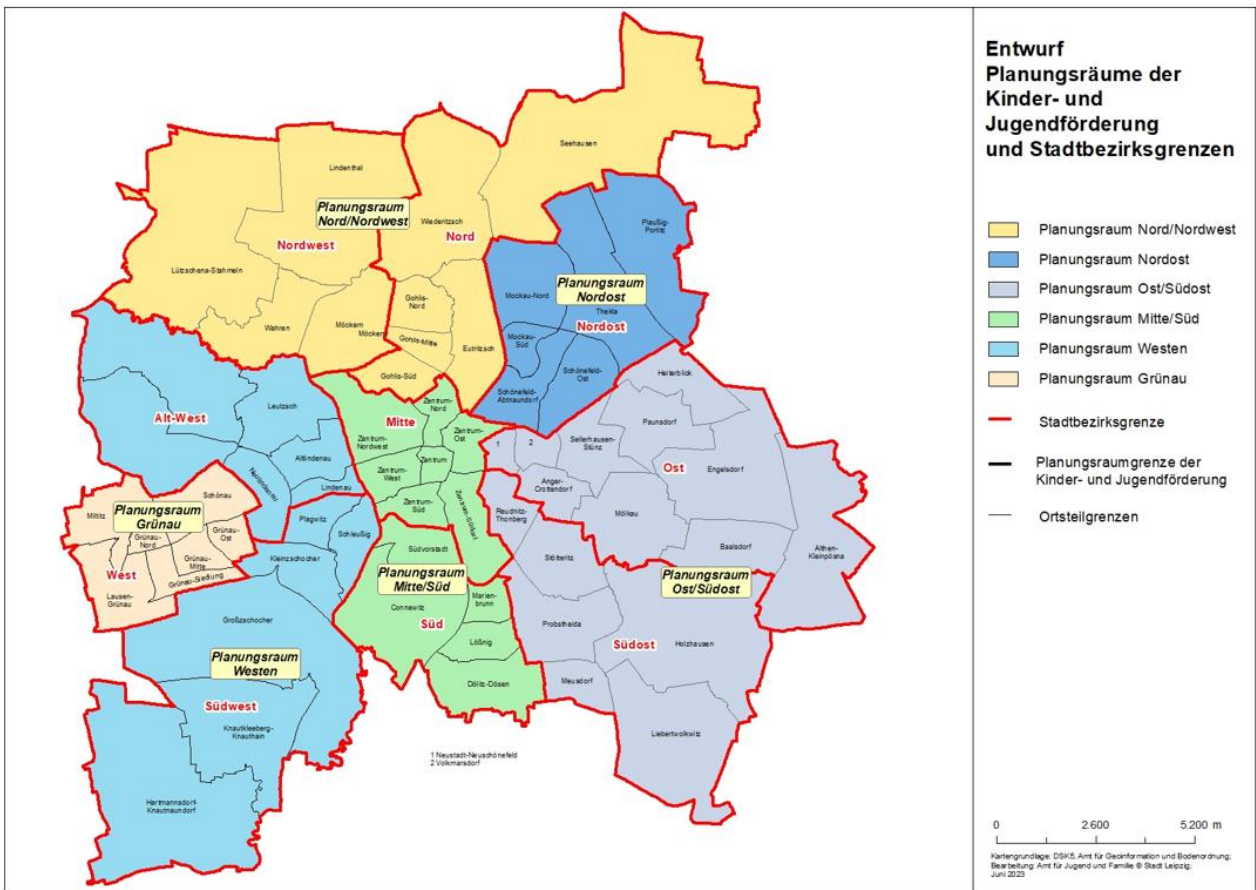 Entwurf
Planungsräume der
Kinder- und
Jugendförderung
und Stadtbezirksgrenzen
Planungsraum Nord/Nordwest
Planungsraum Nordost
Planungsraum Ost/Südost
Planungsraum Mitte/Süd
Planungsraum Westen
Planungsraum Grünau
Stadtbezirksgrenze
Planungsraumgrenze der
Kinder- und Jugendförderung
Ortsteilgrenzen
0 2.600 5.200 m
Kartengrundlage: DSK5, Amt für Geoinformation und Bodenordnung;
Bearbeitung: Amt für Jugend und Familie © Stadt Leipzig;
Juni 2023
Seehausen
Lindenthal
Planungsraum
Nord/Nordwest
Wiederitzsch
Plaußig-
Portitz
Nordwest
Nord
Lützschena-Stahmeln
Planungsraum
Nordost
Mockau-Nord
Thekla
Nordost
Gohlis-
Nord
Wahren
Möckern
Möckern
Gohlis-Mitte
Eutritzsch
Mockau-
Süd
Gohlis-Süd
Schönefeld-
Ost
Schönefeld-
Abtnaundorf
Heiterblick
Leutzsch
Alt-West
Mitte
Zentrum-
Nord
Zentrum-
Ost
Zentrum-
Nordwest
Zentrum
Zentrum-
West
Zentrum-
Süd
Zentrum-Südost
1
2
Sellerhausen-
Stünz
Paunsdorf
Ost
Engelsdorf
Altlindenau
Neulindenau
Lindenau
Anger-
Crottendorf
Mölkau
Reudnitz-
Thonberg
Schönau
Miltitz
Planungsraum
Grünau
Grünau-
Nord
Grünau-
Ost
Grünau-
Mitte
Grünau-Siedlung
West
Lausen-
Grünau
Plagwitz
Schleußig
Kleinzschocher
Südvorstadt
Planungsraum
Mitte/Süd
Connewitz
Marien-
brunn
Süd
Lößnig
Dölitz-Dösen
Stötteritz
Baalsdorf
Althen-
Kleinpösna
Planungsraum
Ost/Südost
Probstheida
Südost
Holzhausen
Meusdorf
Liebertwolkwitz
Großzschocher
Planungsraum
Westen
Südwest
Knautkleeberg-
Knauthain
Hartmannsdorf-
Knautnaundorf
1 Neustadt-Neuschönefeld
2 Volkmarsdorf